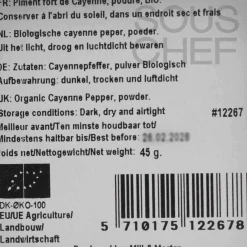 FR: Piment fort de Cayenne, poudre, BIO.
Conserver à l'abri du soleil, dans un endroit sec et frais
NL: Biologische cayenne peper, poeder.
Uit het licht, droog en luchtdicht bewaren
DE: Zutaten: Cayennepfeffer, pulver Biologisch
Aufbewahrung: dunkel, trocken und luftdicht
UK: Organic Cayenne Pepper, powder.
Storage conditions: Dark, dry and airtight #12267
Meilleur avant/Ten minste houdbaar tot/
Mindestens haltbar bis/Best before: 26.02.2028
Poids net/Nettogewicht/Net weight: 45 g.
DK-ØKO-100
EU/UE Agriculture/
Landbouw/
Landwirtschaft
5 710175 122678
SOUS
CHEF